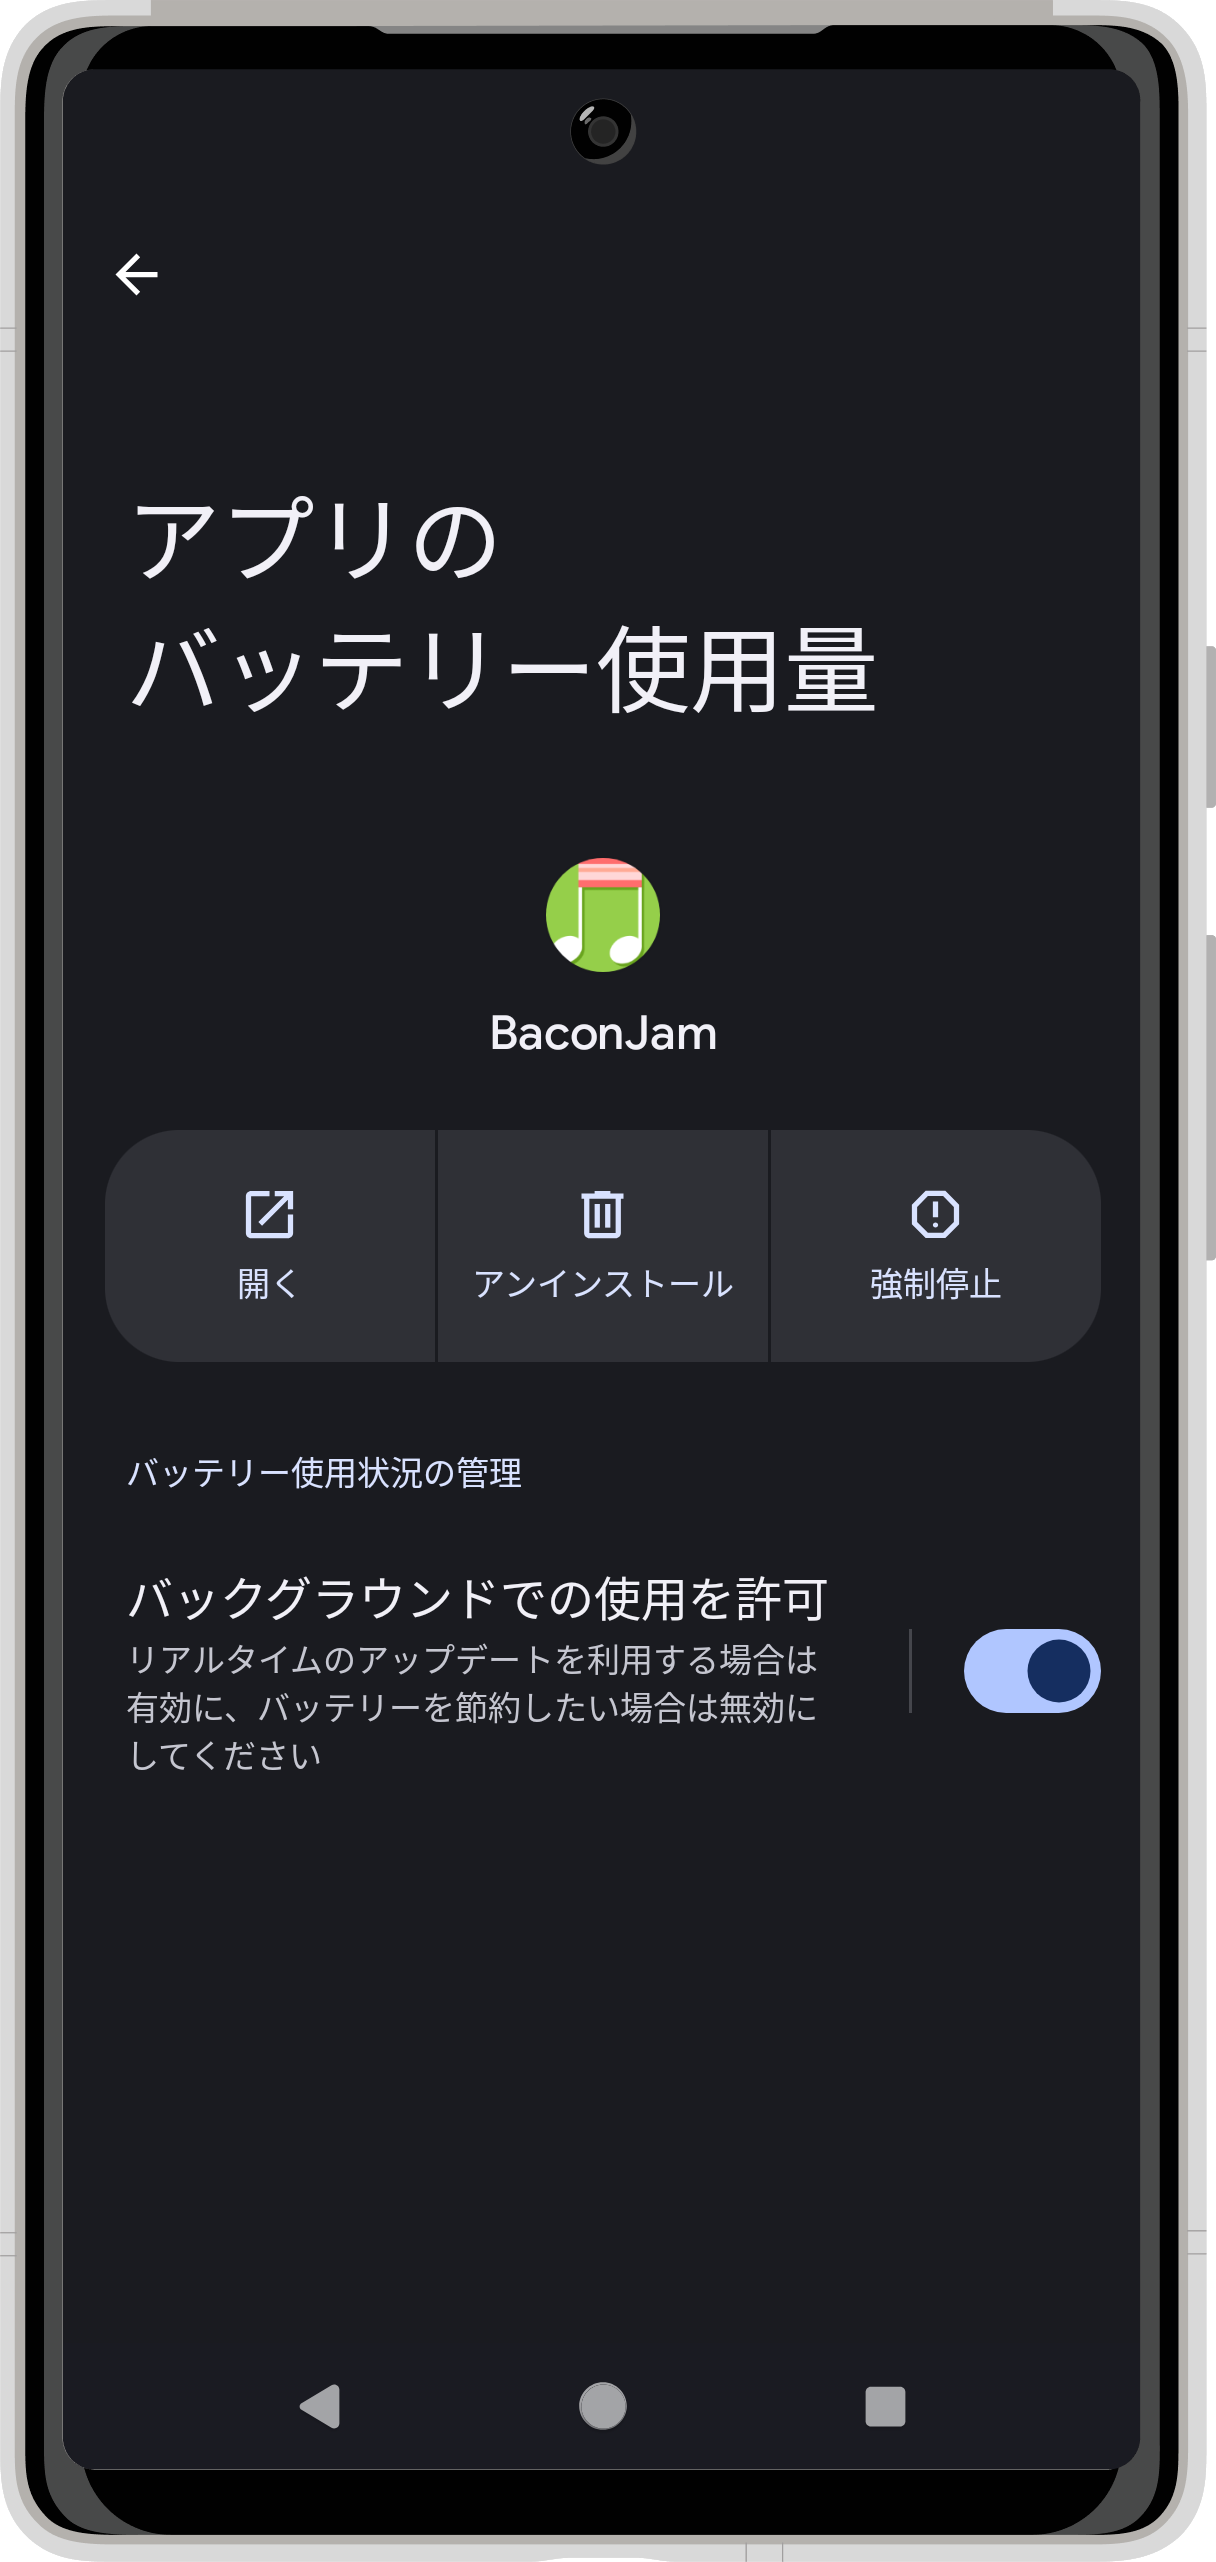 アプリの
バッテリー使用量
BaconJam
開く
アンインストール
強制停止
バッテリー使用状況の管理
バックグラウンドでの使用を許可
リアルタイムのアップデートを利用する場合は
有効に、バッテリーを節約したい場合は無効に
してください